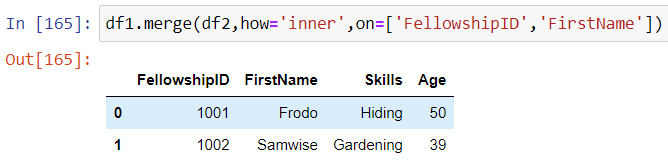 In [165]: df1.merge(df2,how='inner',on=['FellowshipID','FirstName'])
Out[165]:
FellowshipID FirstName Skills Age
0 1001 Frodo Hiding 50
1 1002 Samwise Gardening 39